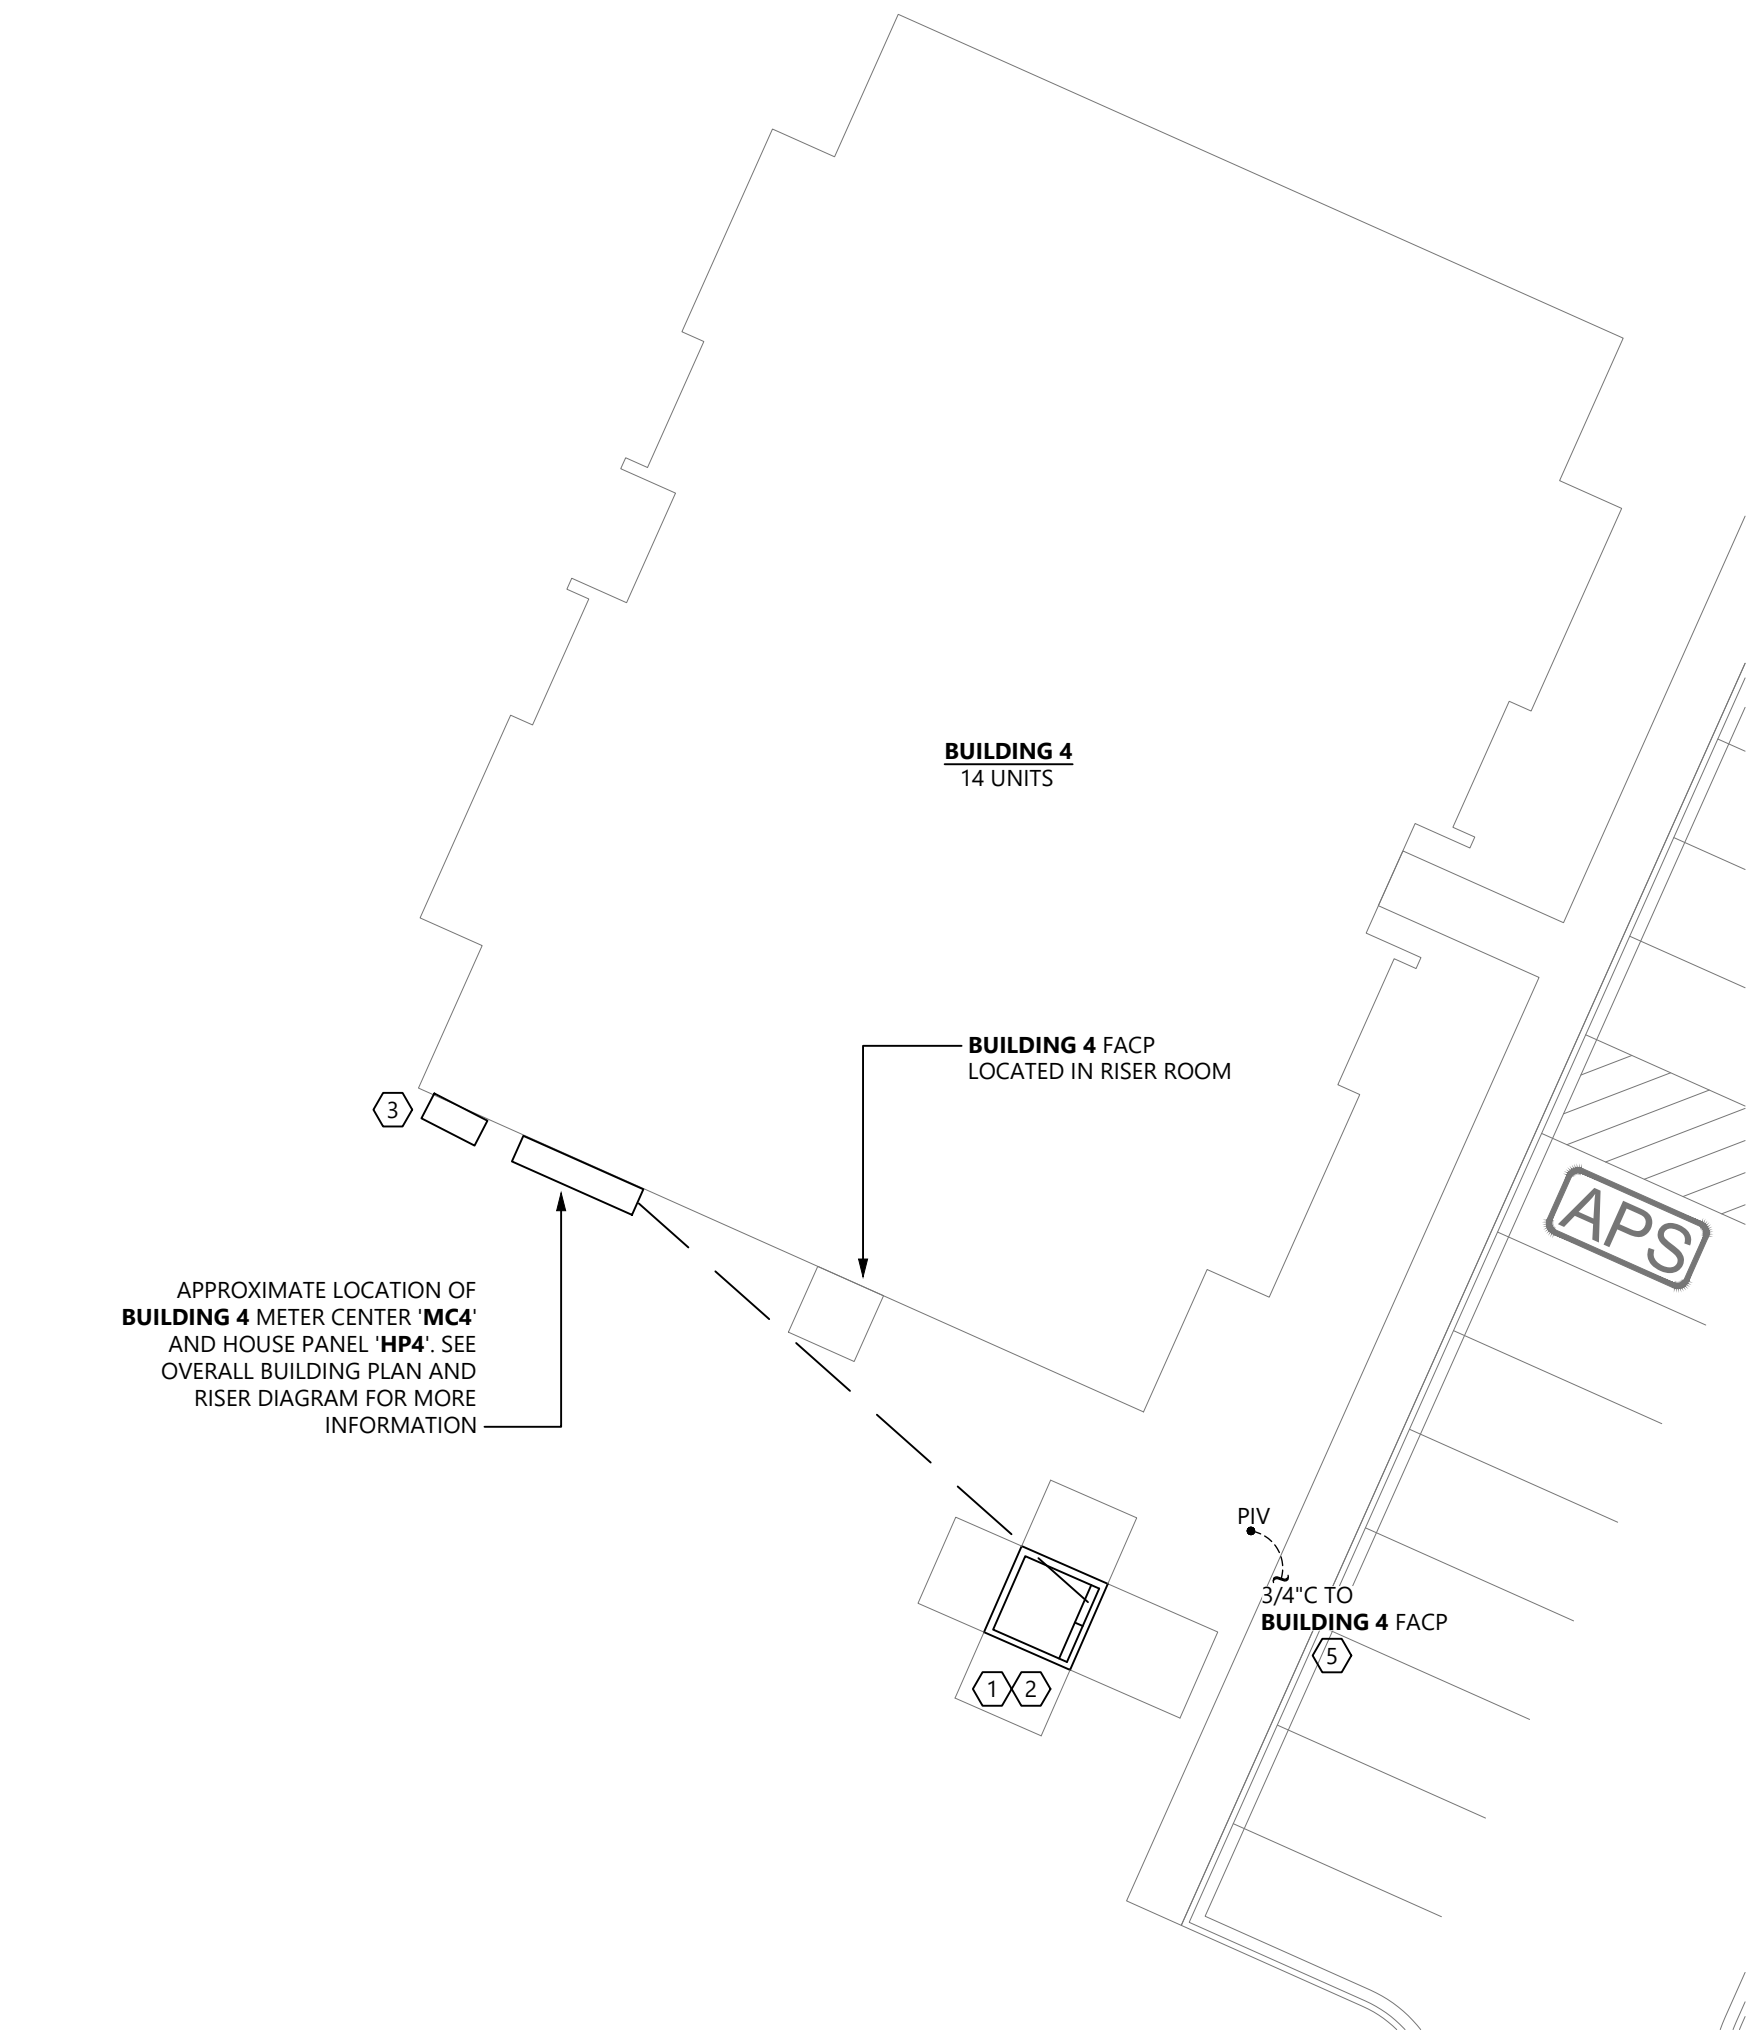 BUILDING 4
14 UNITS
BUILDING 4 FACP
LOCATED IN RISER ROOM
3
APS
APPROXIMATE LOCATION OF
BUILDING 4 METER CENTER 'MC4'
AND HOUSE PANEL 'HP4'. SEE
OVERALL BUILDING PLAN AND
RISER DIAGRAM FOR MORE
INFORMATION
PIV
3/4"C TO
BUILDING 4 FACP
5
1 2